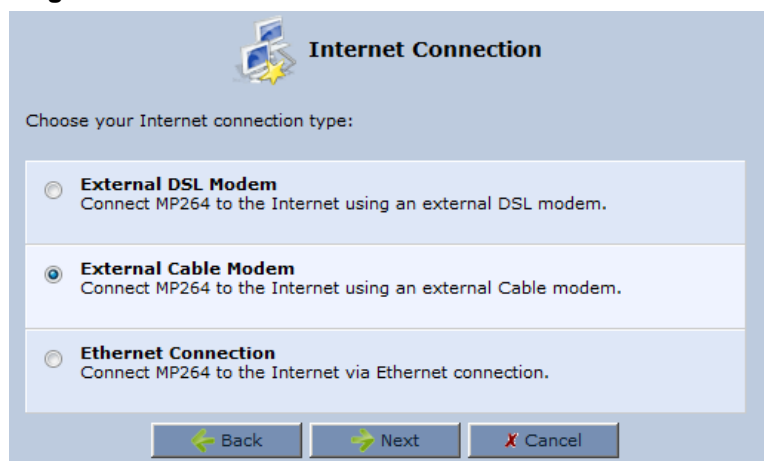 Internet Connection
Choose your Internet connection type:
External DSL Modem
Connect MP264 to the Internet using an external DSL modem.
External Cable Modem
Connect MP264 to the Internet using an external Cable modem.
Ethernet Connection
Connect MP264 to the Internet via Ethernet connection.
Back Next Cancel